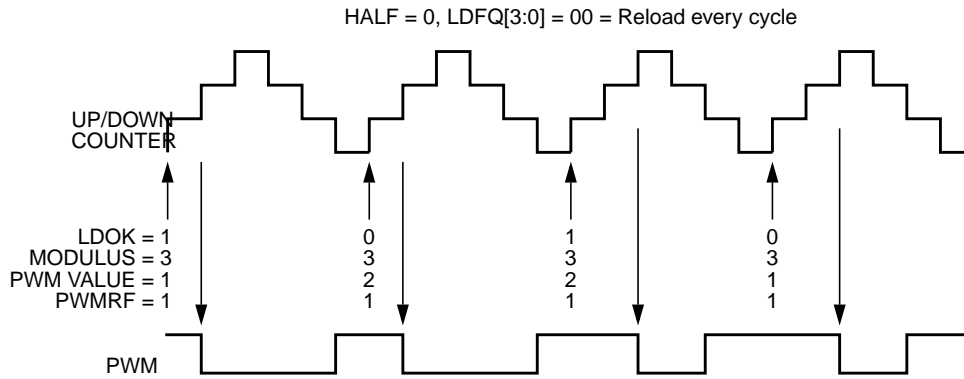 HALF = 0, LDFQ[3:0] = 00 = Reload every cycle
UP/DOWN
COUNTER
LDOK = 1 0 1 0
MODULUS = 3 3 3 3
PWM VALUE = 1 2 2 1
PWMRF = 1 1 1 1
PWM